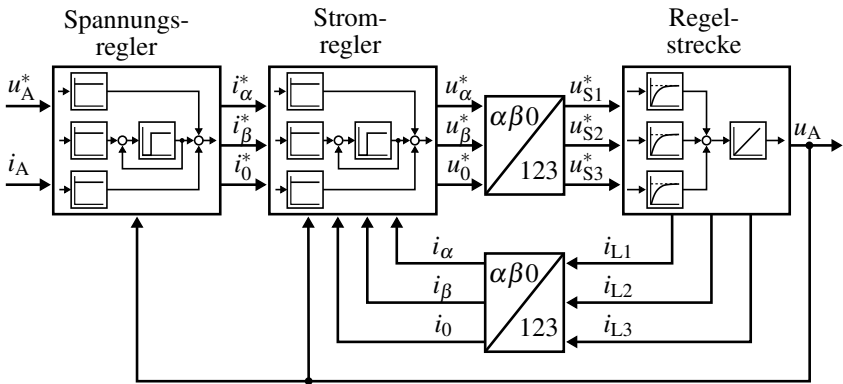 Spannungs-
regler
Strom-
regler
Regel-
strecke
u*A
i*A
i*α
i*β
i*0
u*α
u*β
u*0
αβ0
123
u*S1
u*S2
u*S3
uA
iA
iα
iβ
i0
αβ0
123
iL1
iL2
iL3